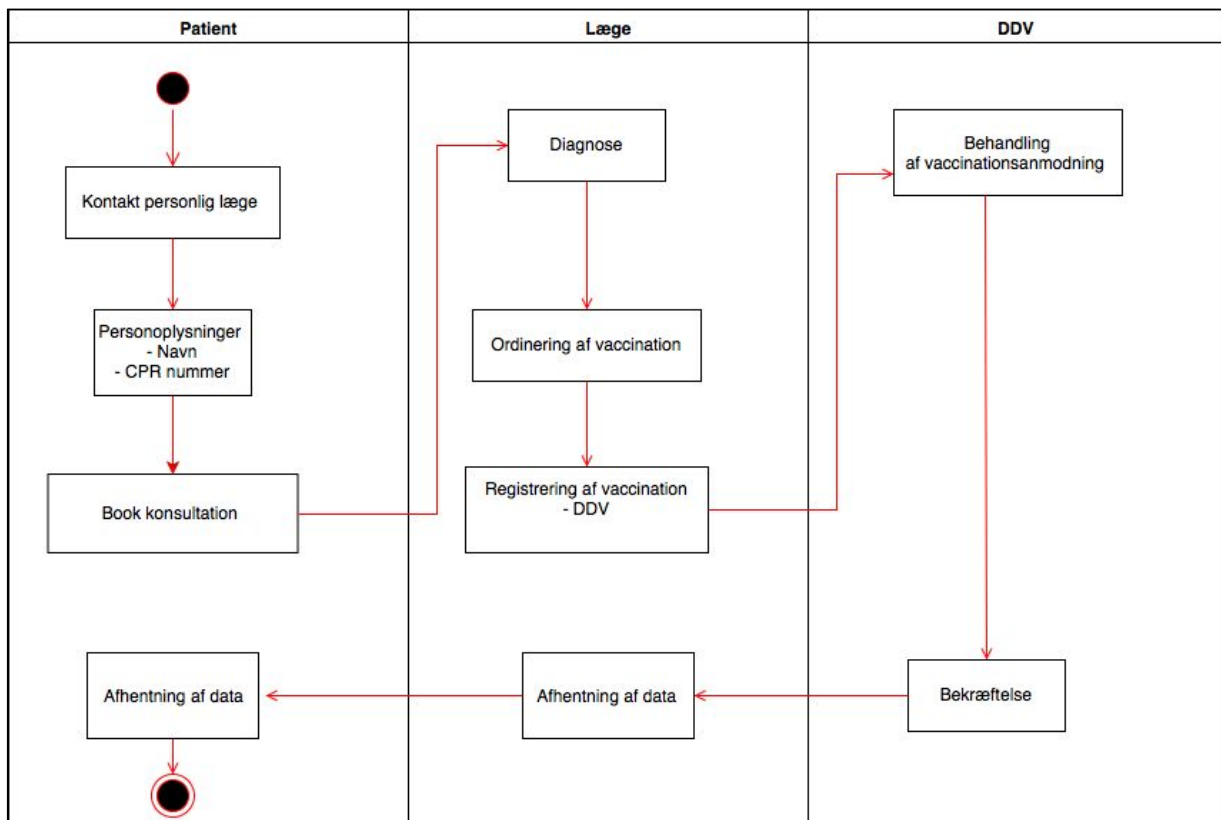 Patient
Læge
DDV
Kontakt personlig læge
Personoplysninger
- Navn
- CPR nummer
Book konsultation
Diagnose
Ordinering af vaccination
Registrering af vaccination
- DDV
Behandling
af vaccinationsanmodning
Bekræftelse
Afhentning af data
Afhentning af data